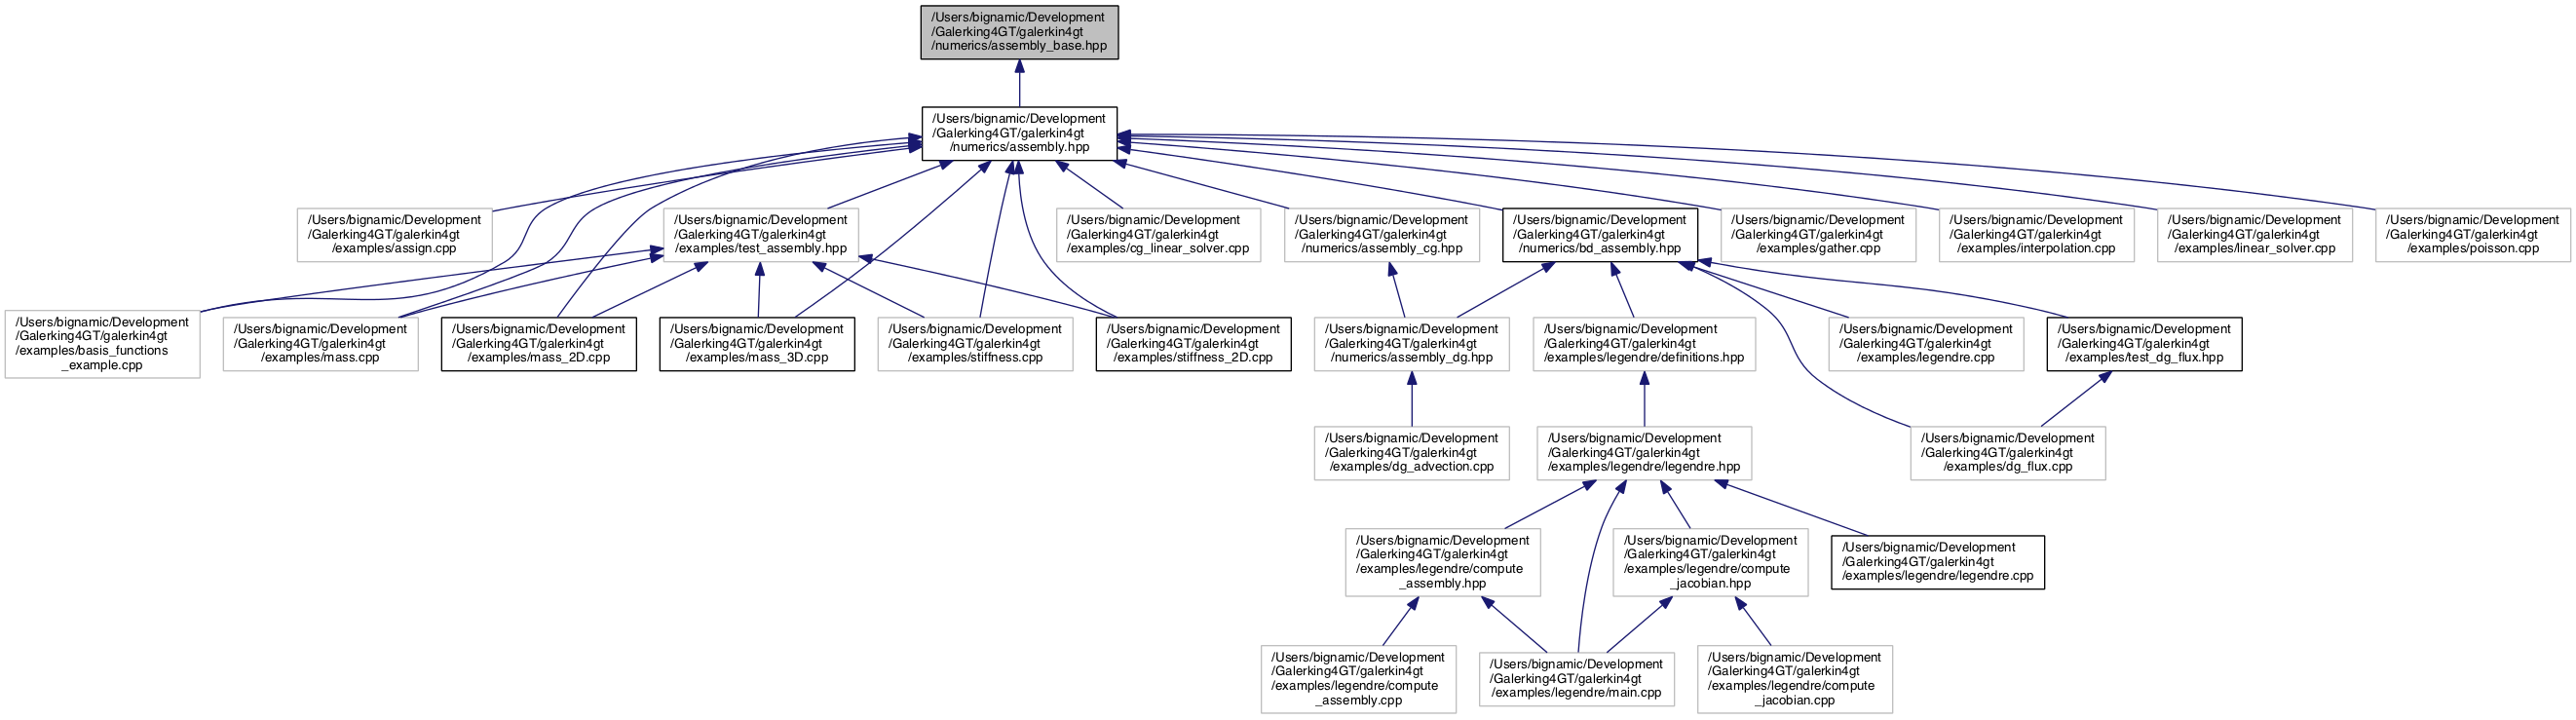 /Users/bignamic/Development
/Galerking4GT/galerkin4gt
/numerics/assembly_base.hpp
/Users/bignamic/Development
/Galerking4GT/galerkin4gt
/numerics/assembly.hpp
/Users/bignamic/Development
/Galerking4GT/galerkin4gt
/examples/assign.cpp
/Users/bignamic/Development
/Galerking4GT/galerkin4gt
/examples/test_assembly.hpp
/Users/bignamic/Development
/Galerking4GT/galerkin4gt
/examples/cg_linear_solver.cpp
/Users/bignamic/Development
/Galerking4GT/galerkin4gt
/numerics/assembly_cg.hpp
/Users/bignamic/Development
/Galerking4GT/galerkin4gt
/numerics/bd_assembly.hpp
/Users/bignamic/Development
/Galerking4GT/galerkin4gt
/examples/gather.cpp
/Users/bignamic/Development
/Galerking4GT/galerkin4gt
/examples/interpolation.cpp
/Users/bignamic/Development
/Galerking4GT/galerkin4gt
/examples/linear_solver.cpp
/Users/bignamic/Development
/Galerking4GT/galerkin4gt
/examples/poisson.cpp
/Users/bignamic/Development
/Galerking4GT/galerkin4gt
/examples/basis_functions
_example.cpp
/Users/bignamic/Development
/Galerking4GT/galerkin4gt
/examples/mass.cpp
/Users/bignamic/Development
/Galerking4GT/galerkin4gt
/examples/mass_2D.cpp
/Users/bignamic/Development
/Galerking4GT/galerkin4gt
/examples/mass_3D.cpp
/Users/bignamic/Development
/Galerking4GT/galerkin4gt
/examples/stiffness.cpp
/Users/bignamic/Development
/Galerking4GT/galerkin4gt
/examples/stiffness_2D.cpp
/Users/bignamic/Development
/Galerking4GT/galerkin4gt
/numerics/assembly_dg.hpp
/Users/bignamic/Development
/Galerking4GT/galerkin4gt
/examples/legendre/definitions.hpp
/Users/bignamic/Development
/Galerking4GT/galerkin4gt
/examples/legendre.cpp
/Users/bignamic/Development
/Galerking4GT/galerkin4gt
/examples/test_dg_flux.hpp
/Users/bignamic/Development
/Galerking4GT/galerkin4gt
/examples/dg_advection.cpp
/Users/bignamic/Development
/Galerking4GT/galerkin4gt
/examples/legendre/legendre.hpp
/Users/bignamic/Development
/Galerking4GT/galerkin4gt
/examples/dg_flux.cpp
/Users/bignamic/Development
/Galerking4GT/galerkin4gt
/examples/legendre/compute
_assembly.hpp
/Users/bignamic/Development
/Galerking4GT/galerkin4gt
/examples/legendre/compute
_jacobian.hpp
/Users/bignamic/Development
/Galerking4GT/galerkin4gt
/examples/legendre/legendre.cpp
/Users/bignamic/Development
/Galerking4GT/galerkin4gt
/examples/legendre/compute
_assembly.cpp
/Users/bignamic/Development
/Galerking4GT/galerkin4gt
/examples/legendre/main.cpp
/Users/bignamic/Development
/Galerking4GT/galerkin4gt
/examples/legendre/compute
_jacobian.cpp